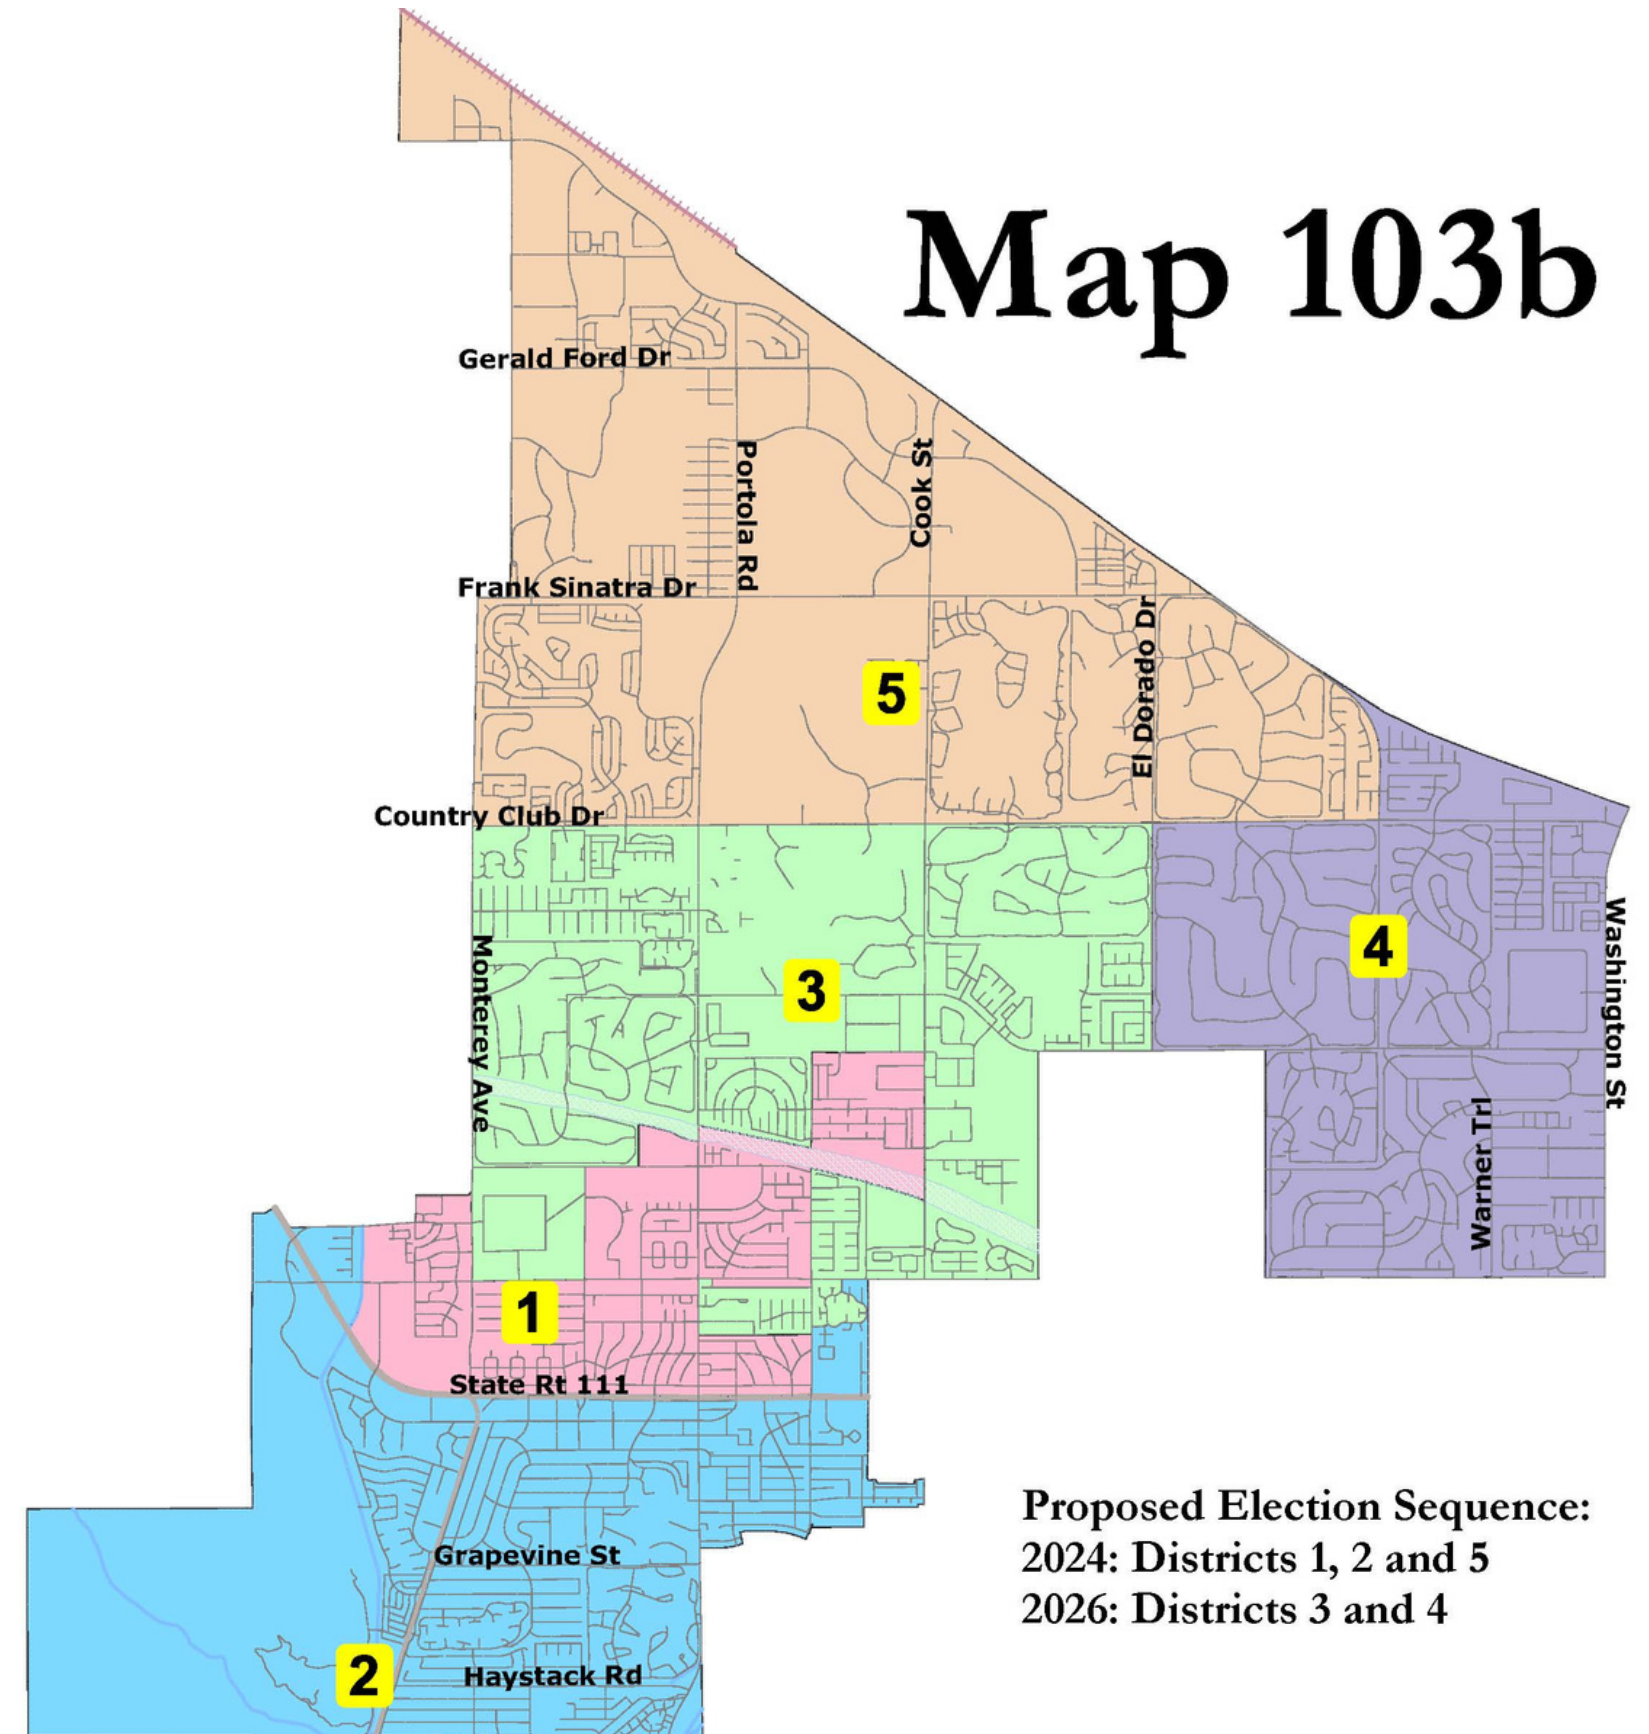 Map 103b
Gerald Ford Dr
Portola Rd
Cook St
Frank Sinatra Dr
El Dorado Dr
5
Country Club Dr
Washington St
4
Monterey Ave
3
Warner Trl
1
State Rt 111
Proposed Election Sequence:
2024: Districts 1, 2 and 5
2026: Districts 3 and 4
Grapevine St
2
Haystack Rd